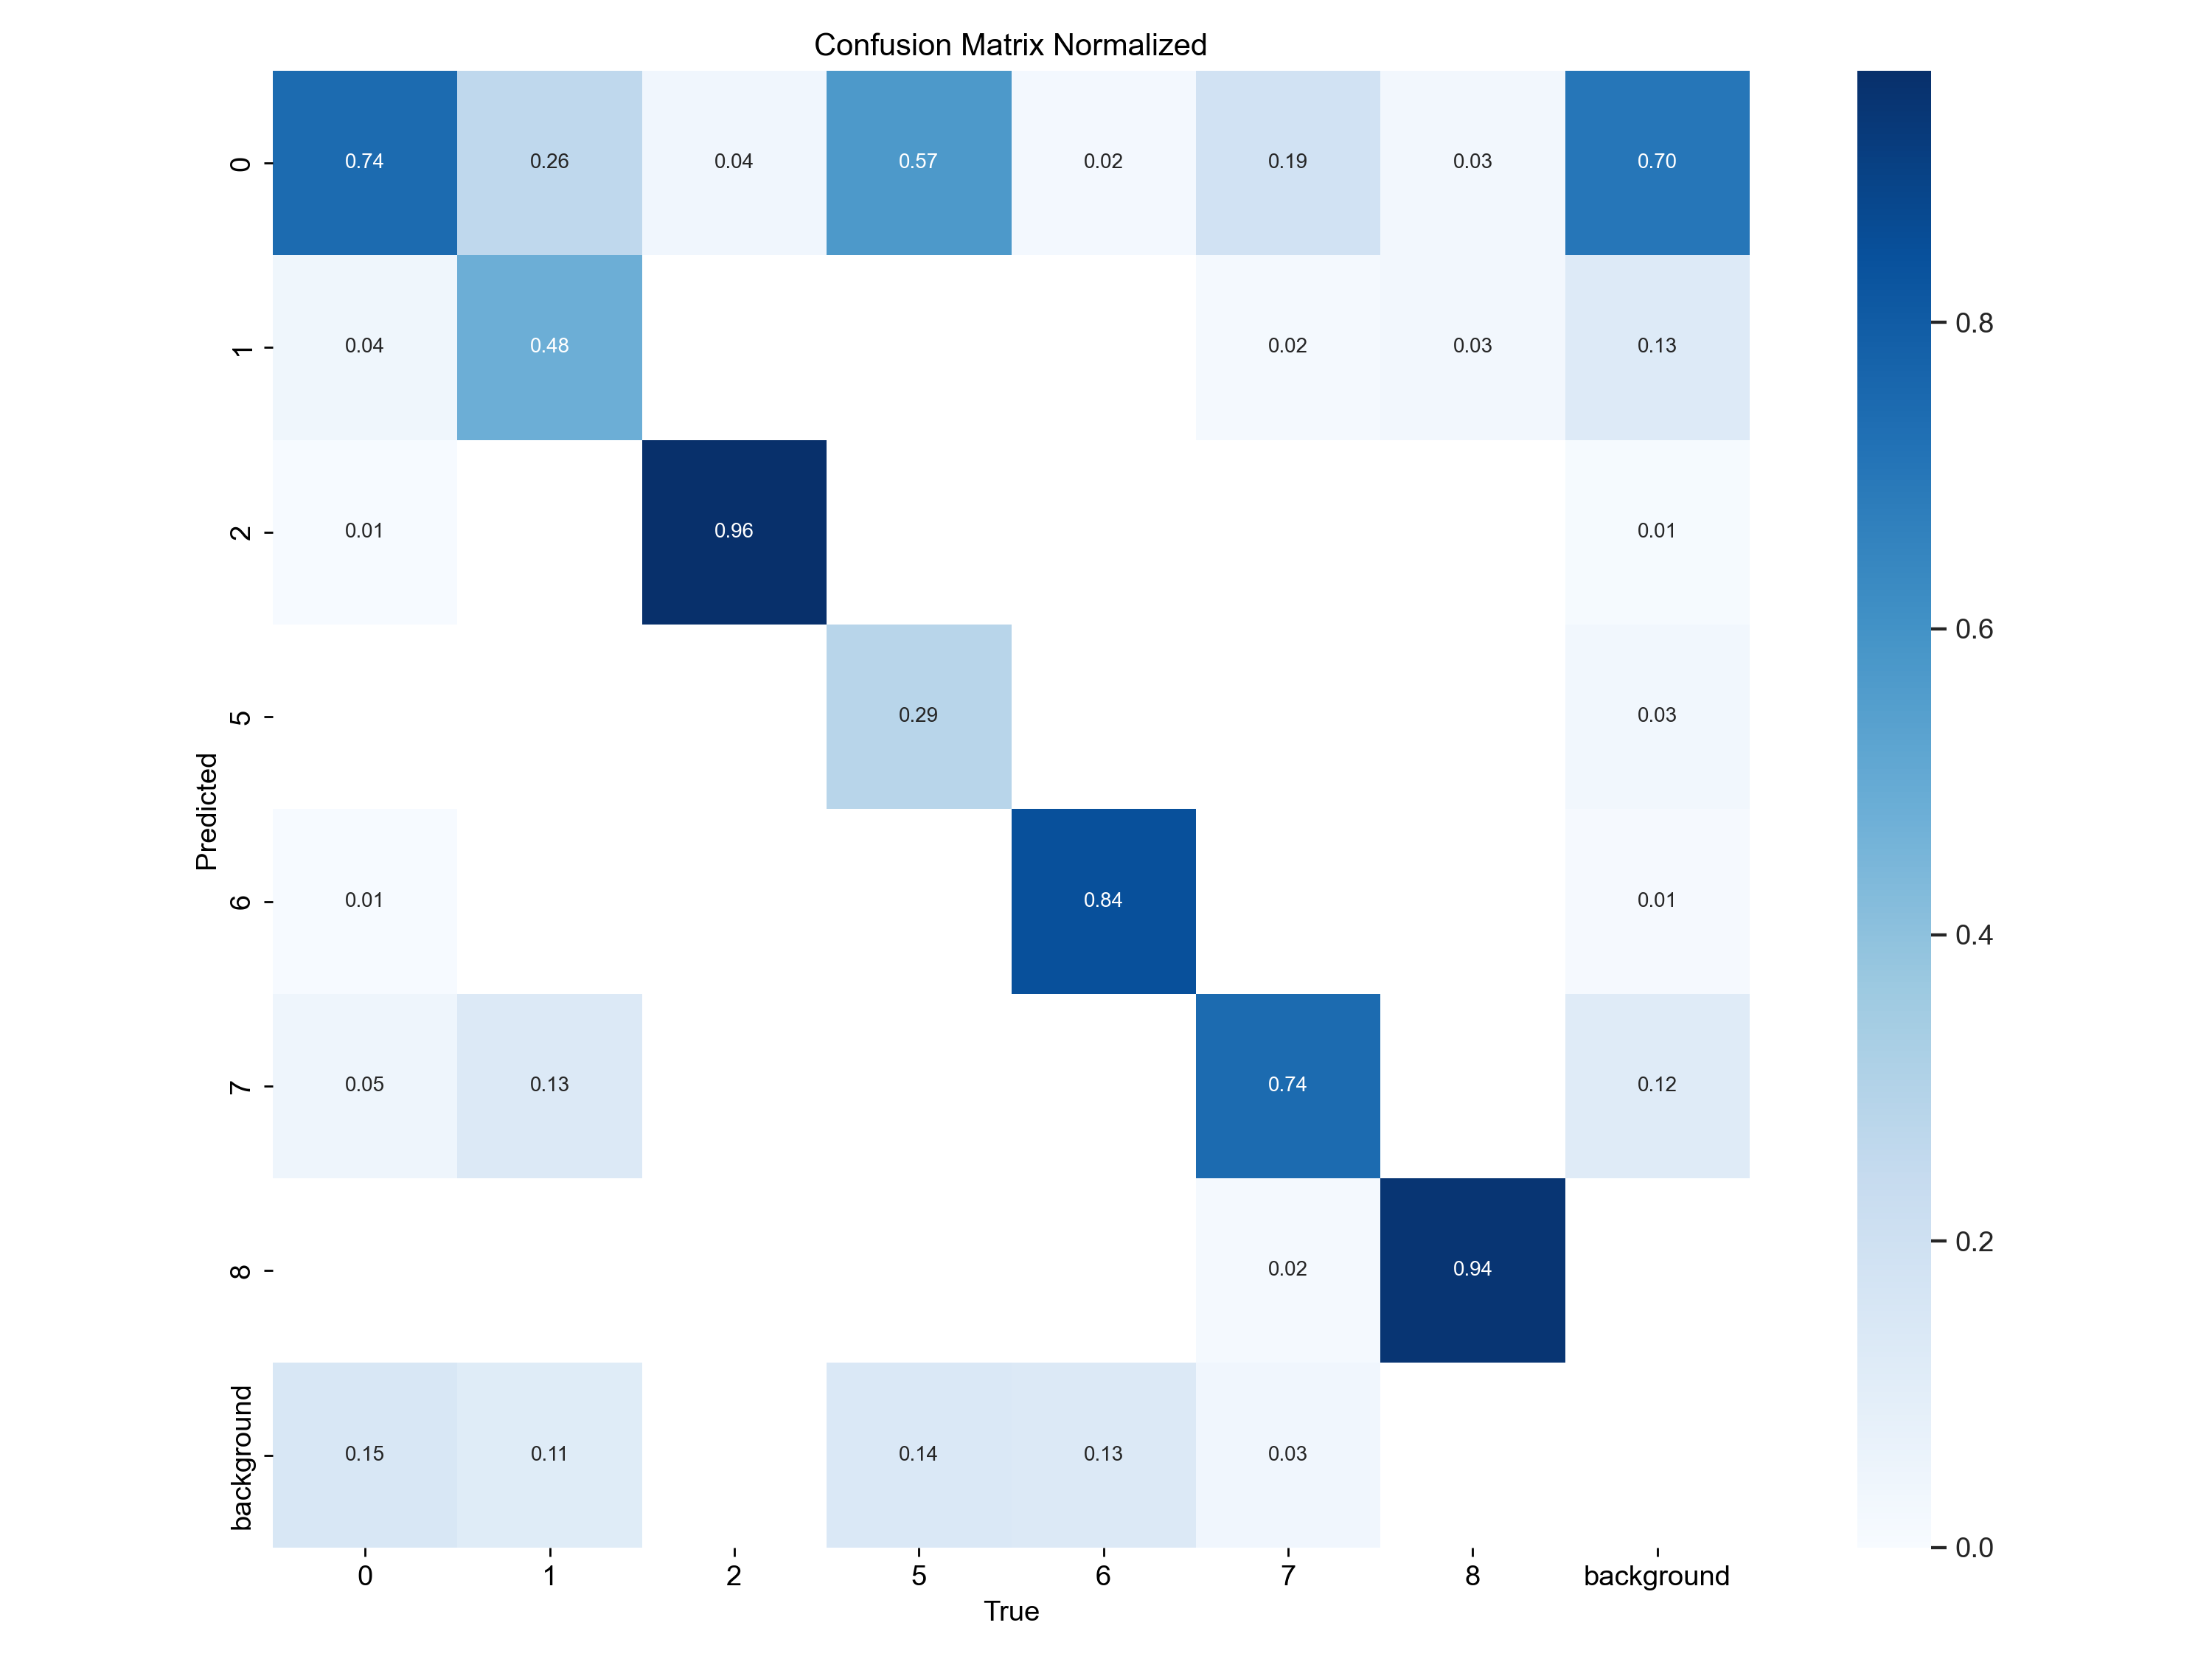 Confusion Matrix Normalized
0 0.74 0.26 0.04 0.57 0.02 0.19 0.03 0.70
1 0.04 0.48 0.02 0.03 0.13
2 0.01 0.96 0.01
5 0.29 0.03
6 0.01 0.84 0.01
7 0.05 0.13 0.74 0.12
8 0.02 0.94
background 0.15 0.11 0.14 0.13 0.03
0 1 2 5 6 7 8 background
True
Predicted
0.8
0.6
0.4
0.2
0.0